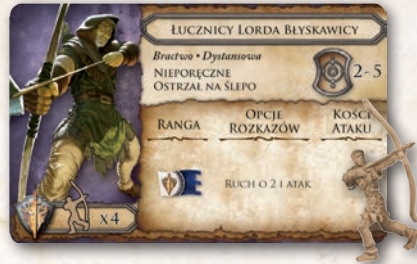 ŁUCZNICY LORDA BŁYSKAWICY
Bractwo • Dystansowa
NIEPORĘCZNE
OSTRZAŁ NA ŚLEPO
2-5
RANGA
OPCJE ROZKAZÓW
KOŚCI ATAKU
RUCH O 2 I ATAK
x4